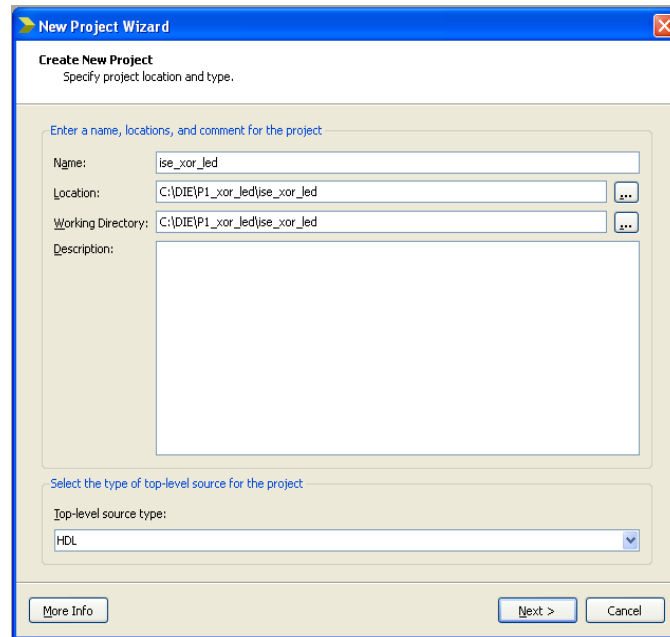 New Project Wizard
Create New Project
Specify project location and type.
Enter a name, locations, and comment for the project
Name: ise_xor_led
Location: C:\DIE\P1_xor_led\ise_xor_led ...
Working Directory: C:\DIE\P1_xor_led\ise_xor_led ...
Description:
Select the type of top-level source for the project
Top-level source type:
HDL
More Info Next > Cancel